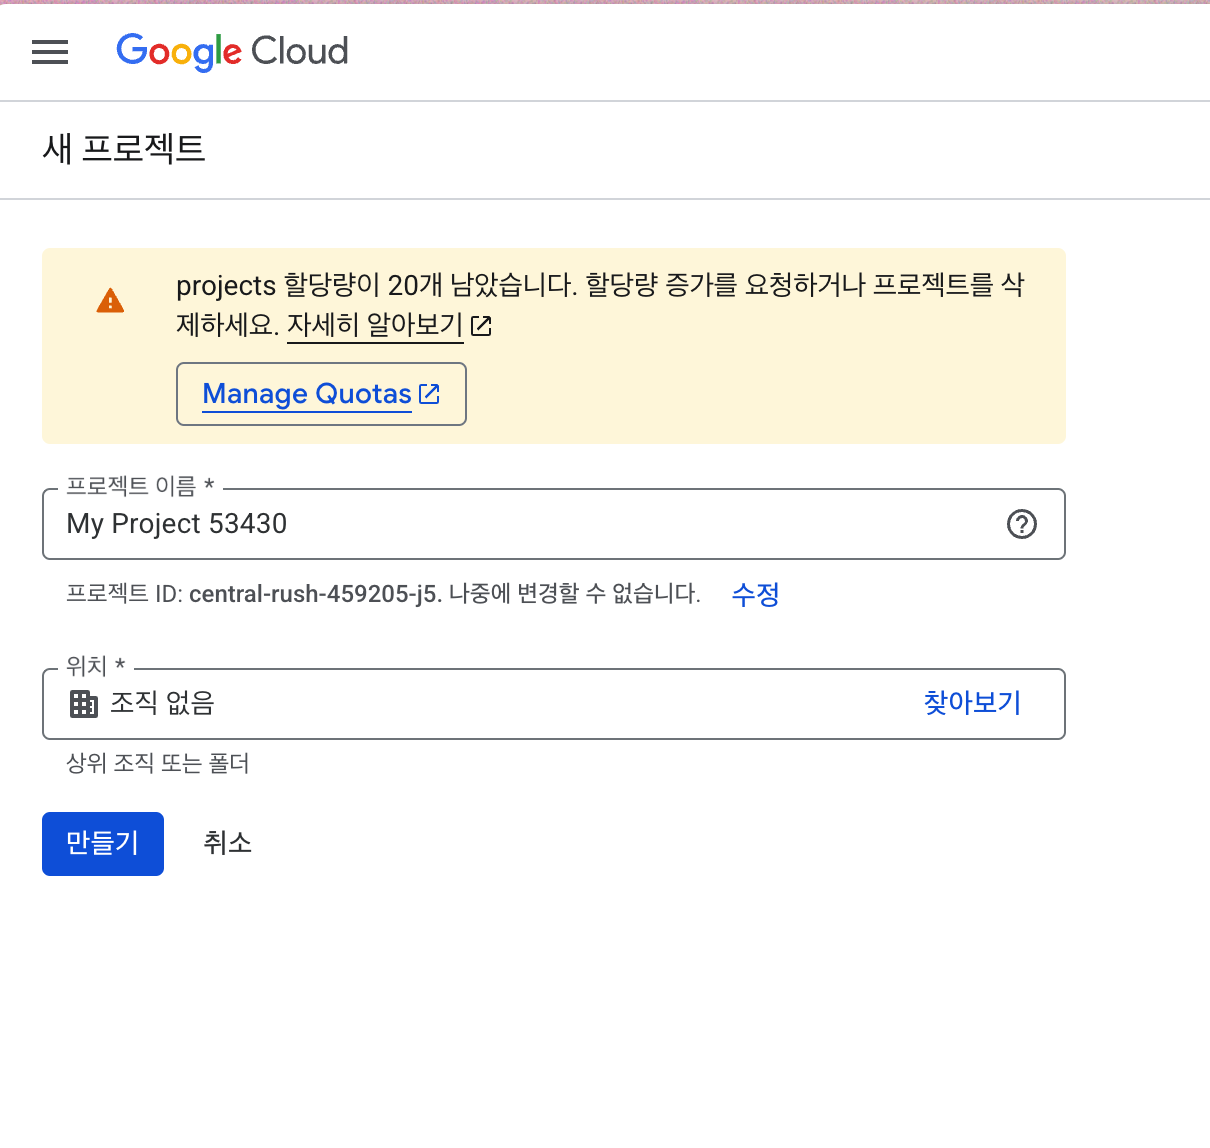 Google Cloud
새 프로젝트
projects 할당량이 20개 남았습니다. 할당량 증가를 요청하거나 프로젝트를 삭
제하세요. 자세히 알아보기
Manage Quotas
프로젝트 이름 *
My Project 53430
프로젝트 ID: central-rush-459205-j5. 나중에 변경할 수 없습니다. 수정
위치 *
조직 없음 찾아보기
상위 조직 또는 폴더
만들기 취소